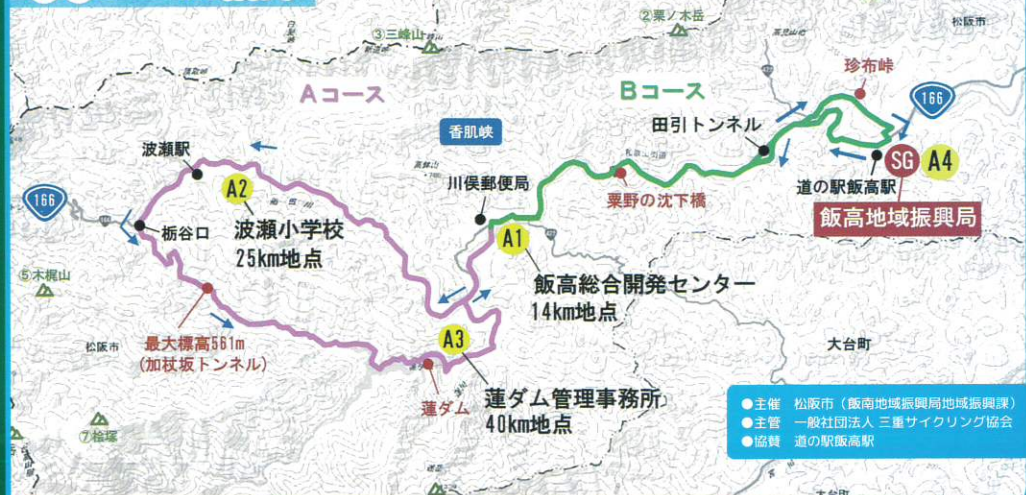 ②栗ノ木岳
松阪市
③三峰山
珍布峠
Aコース
Bコース
166
香肌峡
田引トンネル
波瀬駅
SG
A4
道の駅飯高駅
A2
川俣郵便局
飯高地域振興局
166
粟野の沈下橋
栃谷口
波瀬小学校
25km地点
A1
飯高総合開発センター
14km地点
⑤木梶山
最大標高561m
(加杖坂トンネル)
松阪市
A3
大台町
蓮ダム
蓮ダム管理事務所
40km地点
⑦桧塚
●主催 松阪市(飯南地域振興局地域振興課)
●主管 一般社団法人 三重サイクリング協会
●協賛 道の駅飯高駅
大台町